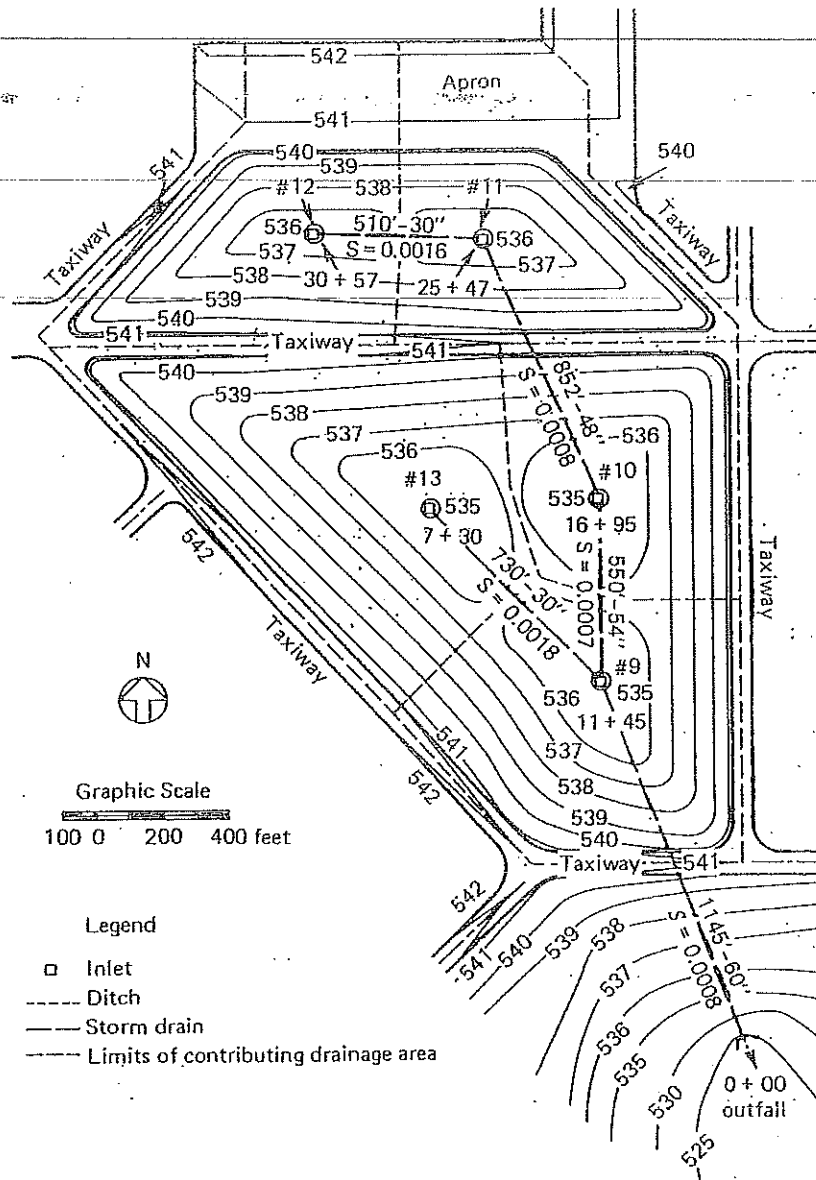 542
Apron
541
541
540
539
540
#12
538
#11
536
510'-30"
536
S = 0.0016
537
537
538
30 + 57
25 + 47
539
540
Taxiway
Taxiway
541
Taxiway
541
540
539
538
537
536
852'-48"
S = 0.0008
536
#13
535
7 + 30
#10
535
16 + 95
550'-54"
S = 0.0007
730'-30"
S = 0.0018
542
Taxiway
Taxiway
#9
535
11 + 45
536
537
538
539
540
541
542
N
Graphic Scale
100 0 200 400 feet
Taxiway
541
542
541
540
539
538
537
536
535
530
525
1145'-60"
S = 0.0008
0 + 00
outfall
Legend
Inlet
Ditch
Storm drain
Limits of contributing drainage area